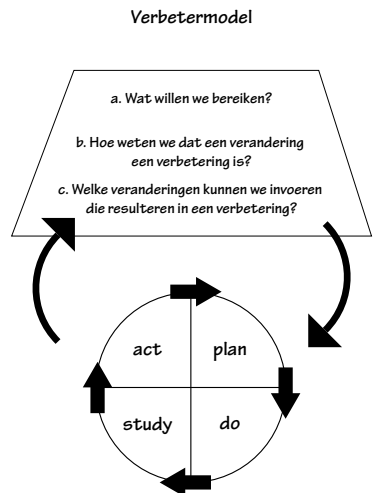 Verbetermodel
a. Wat willen we bereiken?
b. Hoe weten we dat een verandering
een verbetering is?
c. Welke veranderingen kunnen we invoeren
die resulteren in een verbetering?
act
plan
study
do